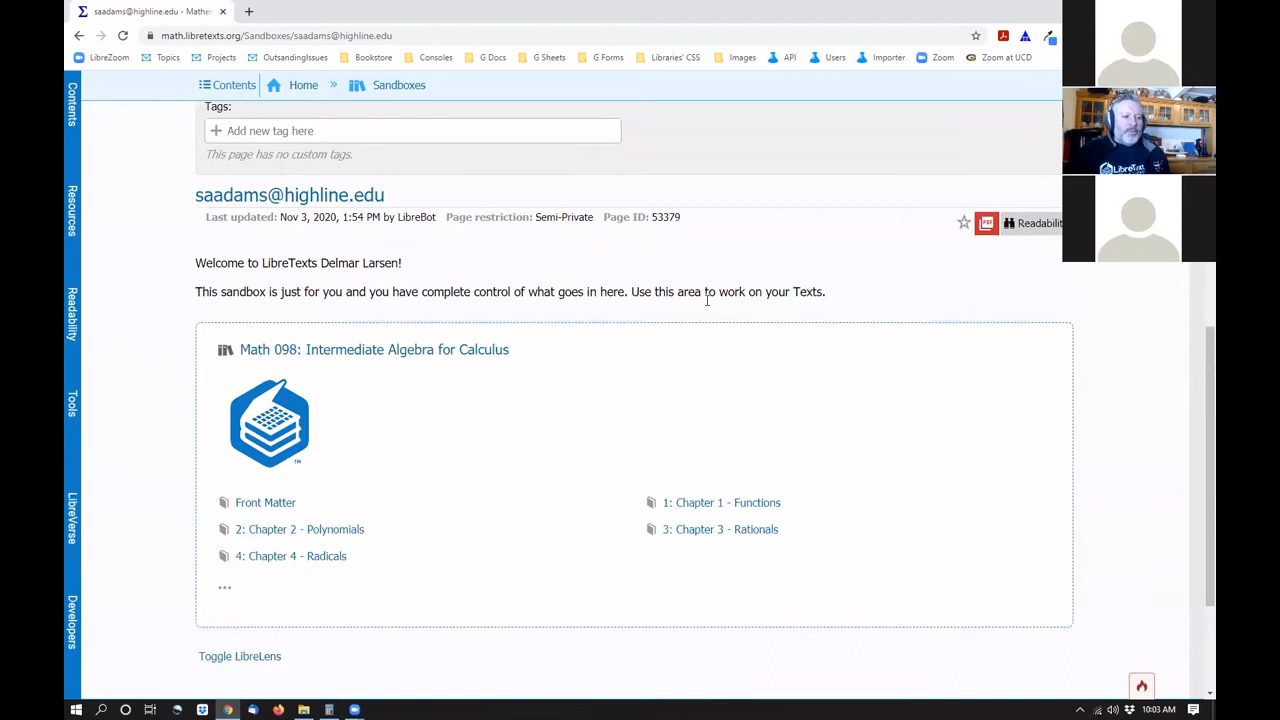 saadams@highline.edu - Mathe
math.libretexts.org/Sandboxes/saadams@highline.edu
LibreZoom Topics Projects OutsandingIssues Bookstore Consoles G Docs G Sheets G Forms Libraries' CSS Images API Users Importer Zoom Zoom at UCD
Contents Home » Sandboxes
Contents
Resources
Readability
Tools
LibreVerse
Developers
Tags:
Add new tag here
This page has no custom tags.
saadams@highline.edu
Last updated: Nov 3, 2020, 1:54 PM by LibreBot Page restriction: Semi-Private Page ID: 53379
PDF Readabilit
Welcome to LibreTexts Delmar Larsen!
This sandbox is just for you and you have complete control of what goes in here. Use this area to work on your Texts.
Math 098: Intermediate Algebra for Calculus
TM
Front Matter
1: Chapter 1 - Functions
2: Chapter 2 - Polynomials
3: Chapter 3 - Rationals
4: Chapter 4 - Radicals
...
Toggle LibreLens
LibreText
10:03 AM